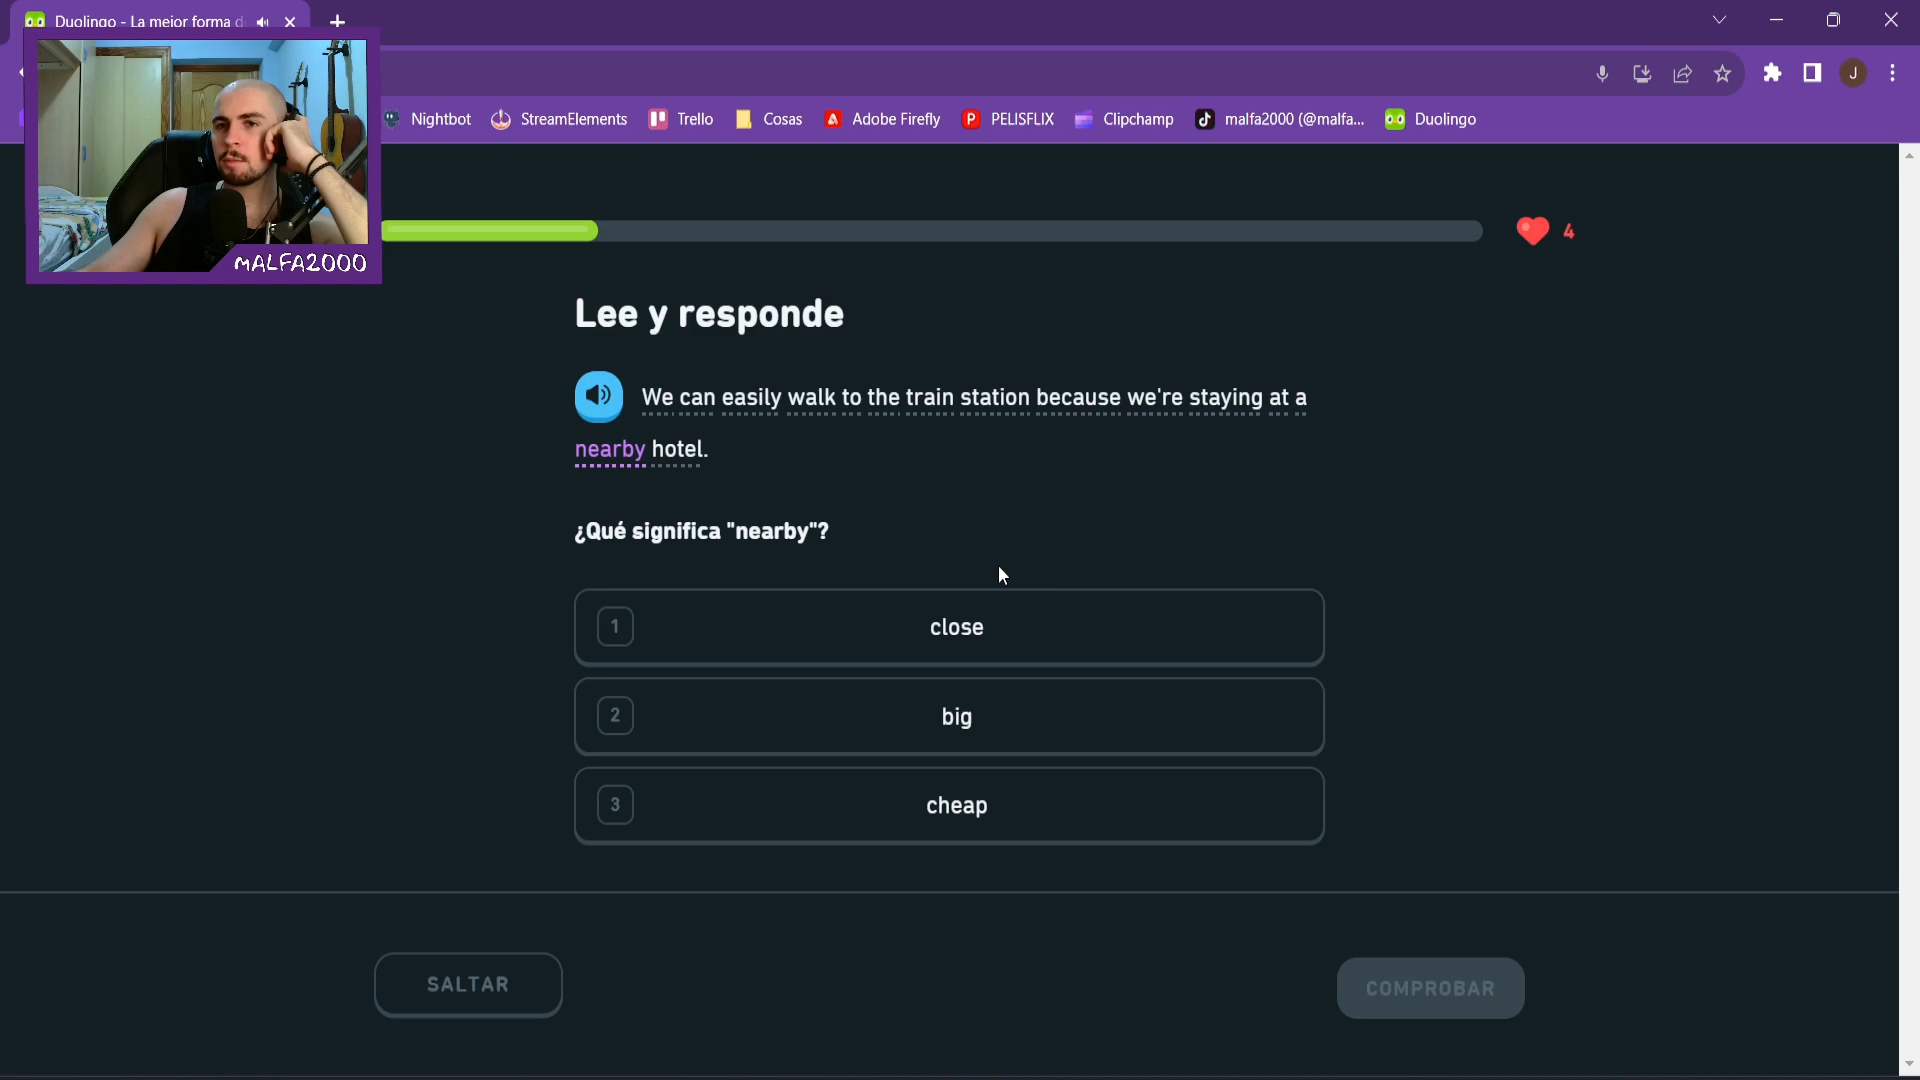 Duolingo - La mejor forma d
J
Nightbot
StreamElements
Trello
Cosas
Adobe Firefly
P PELISFLIX
Clipchamp
malfa2000 (@malfa...
Duolingo
MALFA2000
4
Lee y responde
We can easily walk to the train station because we're staying at a
nearby hotel.
¿Qué significa "nearby"?
1 close
2 big
3 cheap
SALTAR
COMPROBAR